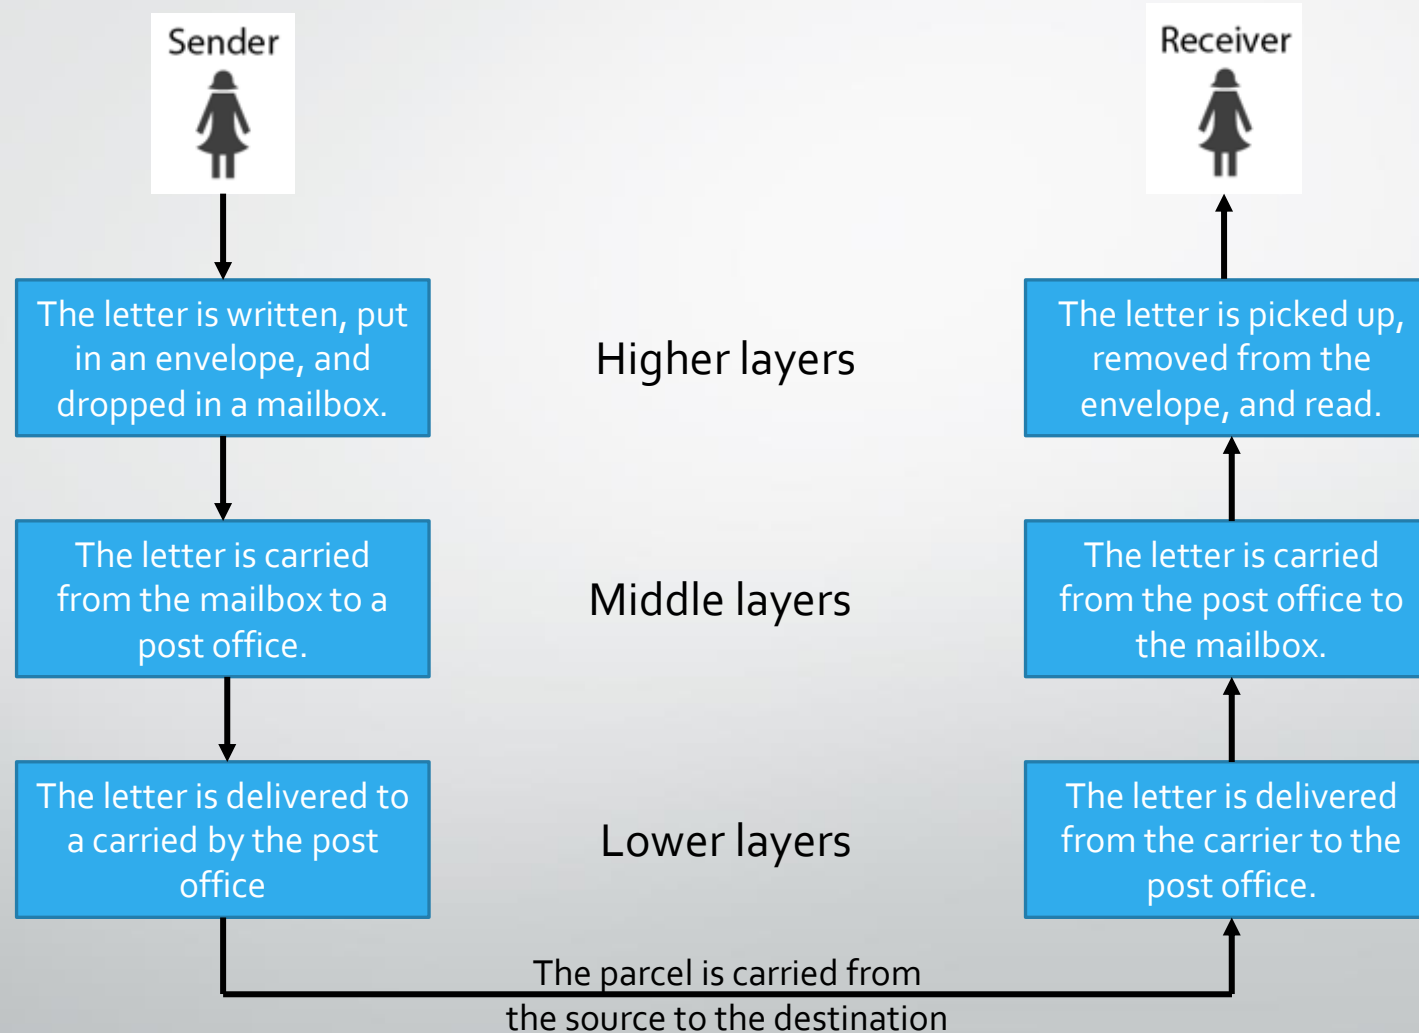 Sender
Receiver
The letter is written, put
in an envelope, and
dropped in a mailbox.
Higher layers
The letter is picked up,
removed from the
envelope, and read.
The letter is carried
from the mailbox to a
post office.
Middle layers
The letter is carried
from the post office to
the mailbox.
The letter is delivered to
a carried by the post
office
Lower layers
The letter is delivered
from the carrier to the
post office.
The parcel is carried from
the source to the destination